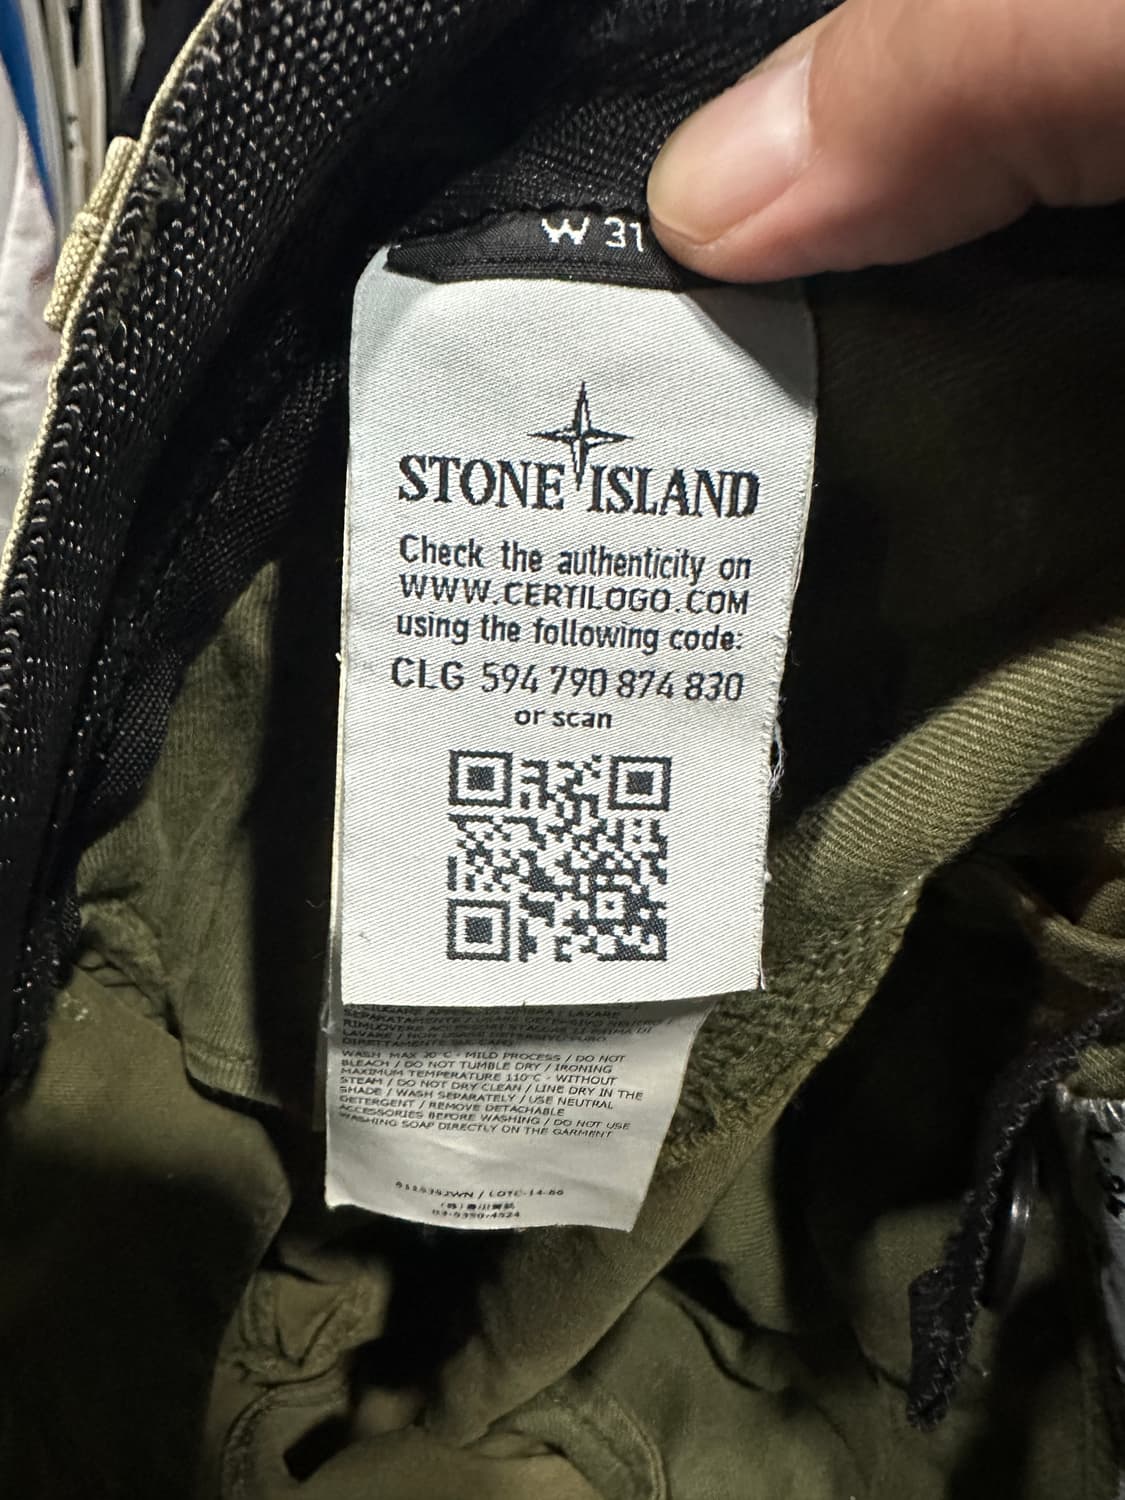 W 31
STONE ISLAND
Check the authenticity on
WWW.CERTILOGO.COM
using the following code:
CLG 594 790 874 830
or scan
DIRETTAMENTE SUL CAPO
WASH MAX 30°C - MILD PROCESS / DO NOT
BLEACH / DO NOT TUMBLE DRY / IRONING
MAXIMUM TEMPERATURE 110°C - WITHOUT
STEAM / DO NOT DRY CLEAN / LINE DRY IN THE
SHADE / WASH SEPARATELY / USE NEUTRAL
DETERGENT / REMOVE DETACHABLE
ACCESSORIES BEFORE WASHING / DO NOT USE
WASHING SOAP DIRECTLY ON THE GARMENT